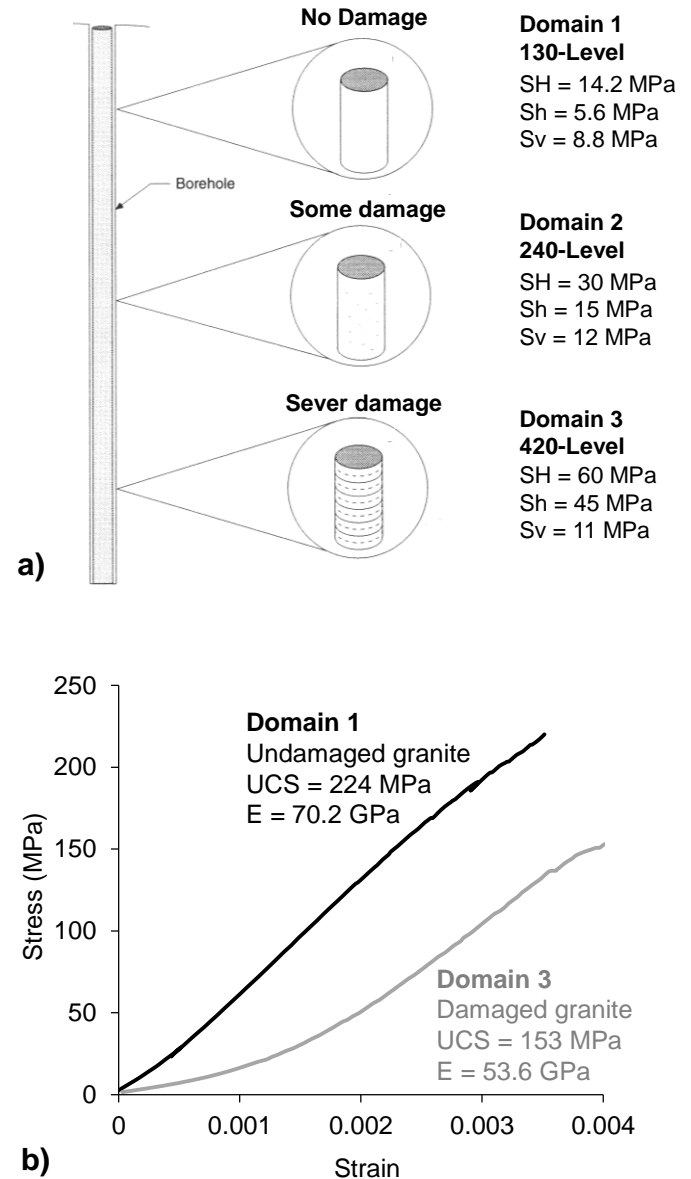 No Damage
Domain 1
130-Level
SH = 14.2 MPa
Sh = 5.6 MPa
Sv = 8.8 MPa
Borehole
Some damage
Domain 2
240-Level
SH = 30 MPa
Sh = 15 MPa
Sv = 12 MPa
Sever damage
Domain 3
420-Level
SH = 60 MPa
Sh = 45 MPa
Sv = 11 MPa
a)
250
200
150
100
50
0
Stress (MPa)
Domain 1
Undamaged granite
UCS = 224 MPa
E = 70.2 GPa
Domain 3
Damaged granite
UCS = 153 MPa
E = 53.6 GPa
0 0.001 0.002 0.003 0.004
Strain
b)